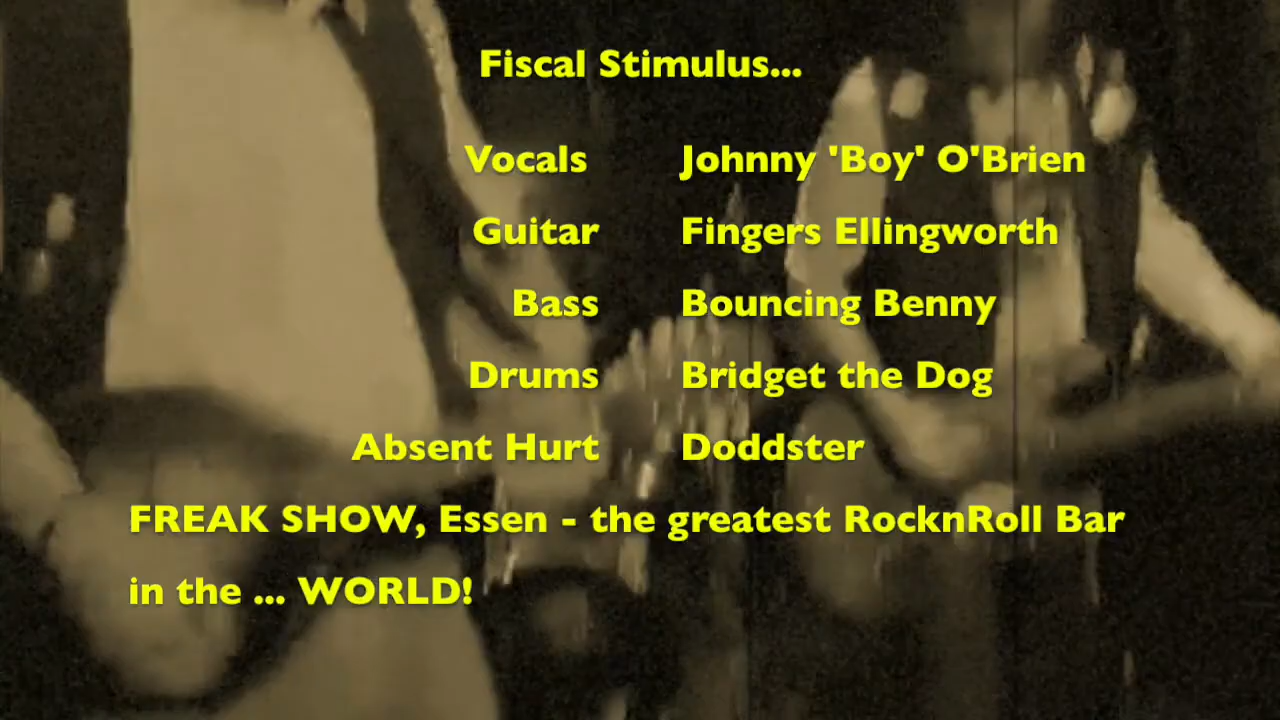 Fiscal Stimulus...
Vocals Johnny 'Boy' O'Brien
Guitar Fingers Ellingworth
Bass Bouncing Benny
Drums Bridget the Dog
Absent Hurt Doddster
FREAK SHOW, Essen - the greatest RocknRoll Bar
in the ... WORLD!